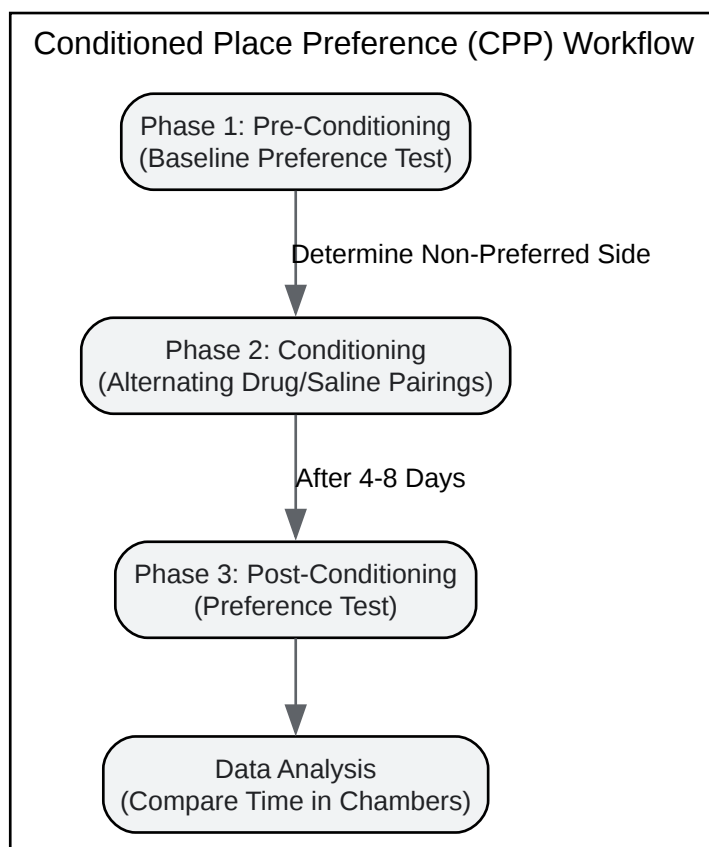 Conditioned Place Preference (CPP) Workflow
Phase 1: Pre-Conditioning
(Baseline Preference Test)
Determine Non-Preferred Side
Phase 2: Conditioning
(Alternating Drug/Saline Pairings)
After 4-8 Days
Phase 3: Post-Conditioning
(Preference Test)
Data Analysis
(Compare Time in Chambers)